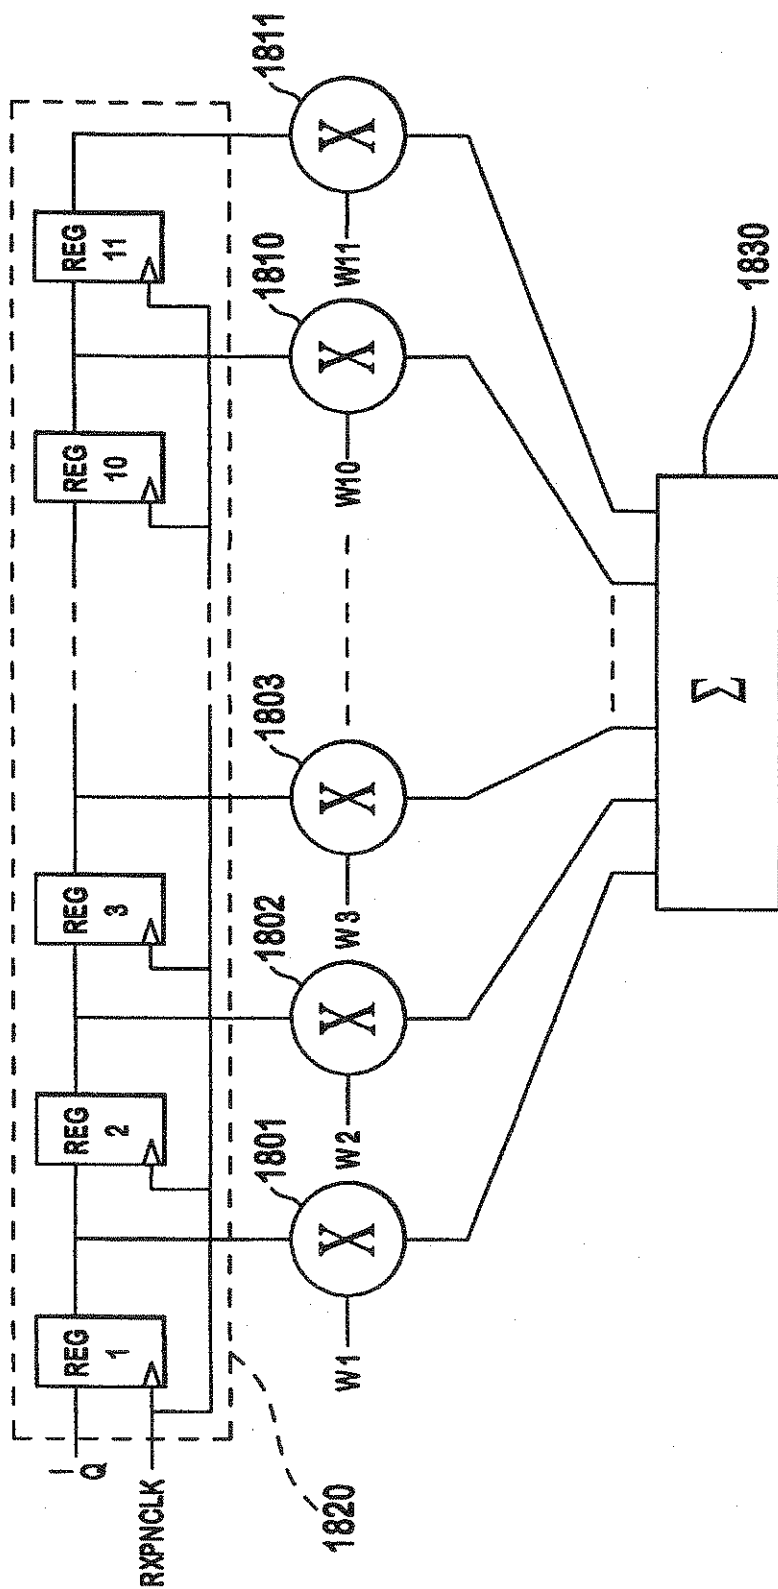 I
Q
RXPNCLK
REG
1
REG
2
REG
3
REG
10
REG
11
1820
W1
X
1801
W2
X
1802
W3
X
1803
W10
X
1810
W11
X
1811
Σ
1830